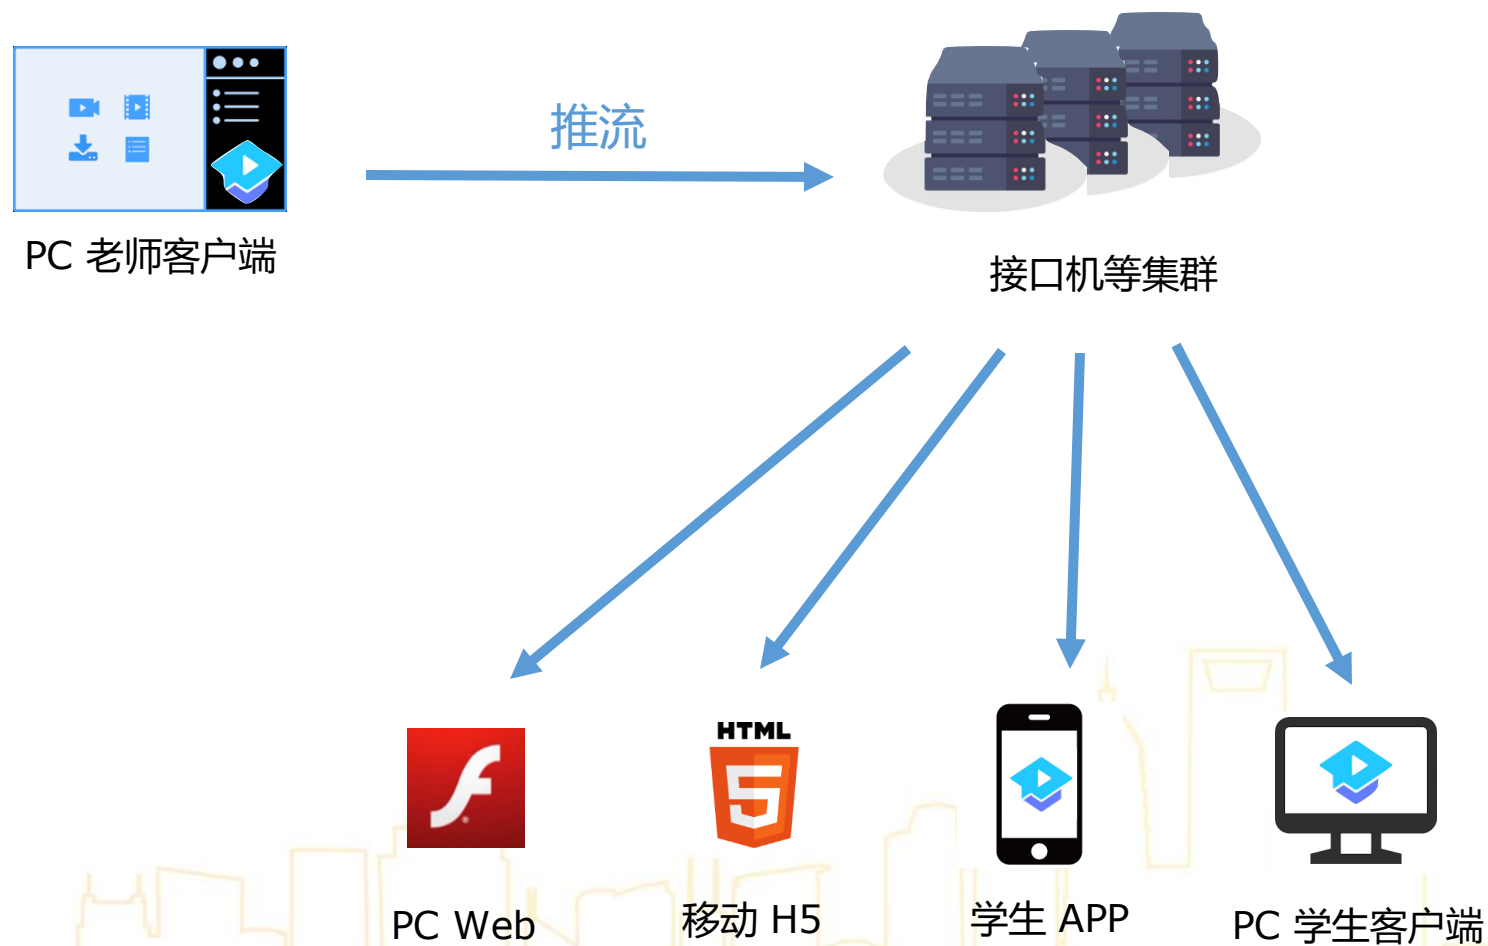 推流
PC 老师客户端
接口机等集群
HTML
PC Web
移动 H5
学生 APP
PC 学生客户端